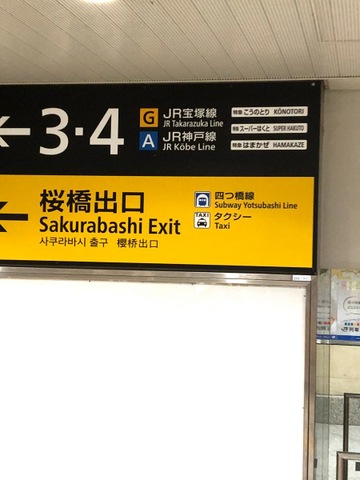 ←3·4
G JR宝塚線
JR Takarazuka Line
A JR神戸線
JR Kōbe Line
特急 こうのとり KŌNOTORI
特急 スーパーはくと SUPER HAKUTO
特急 はまかぜ HAMAKAZE
← 桜橋出口
Sakurabashi Exit
사쿠라바시 출구 櫻桥出口
四つ橋線
Subway Yotsubashi Line
TAXI タクシー
Taxi